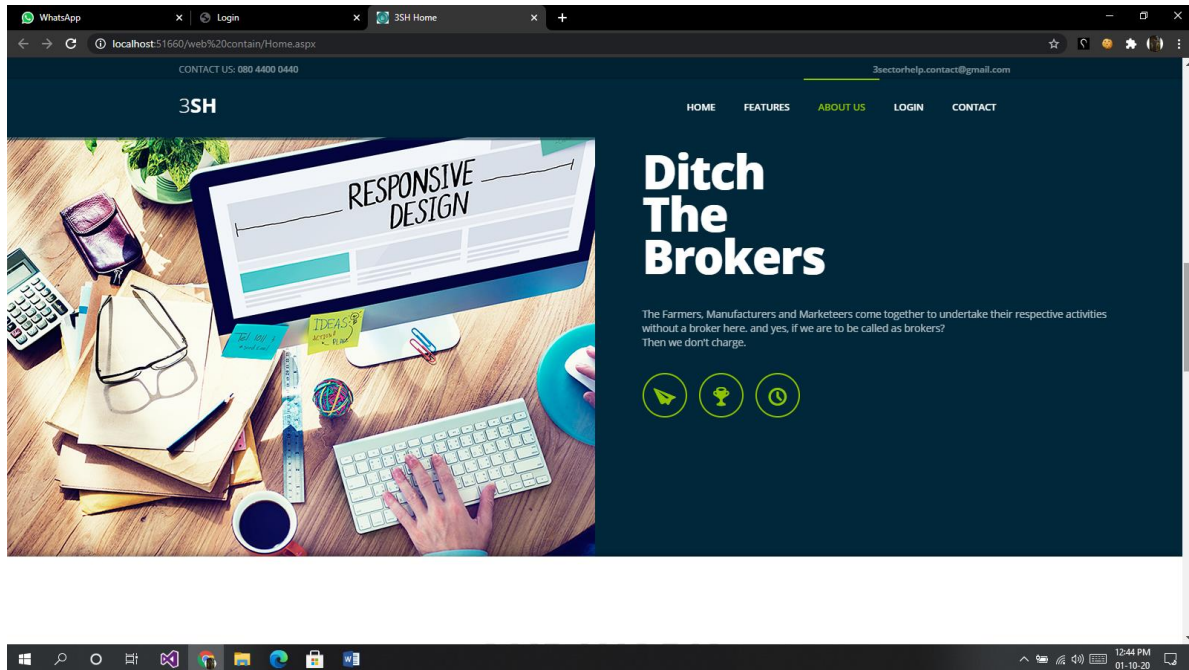 WhatsApp
Login
3SH Home
localhost:51660/web%20contain/Home.aspx
CONTACT US: 080 4400 0440
3sectorhelp.contact@gmail.com
3SH
HOME FEATURES ABOUT US LOGIN CONTACT
RESPONSIVE
DESIGN
IDEAS
Ditch
The
Brokers
The Farmers, Manufacturers and Marketeers come together to undertake their respective activities
without a broker here. and yes, if we are to be called as brokers?
Then we don't charge.
12:44 PM
01-10-20